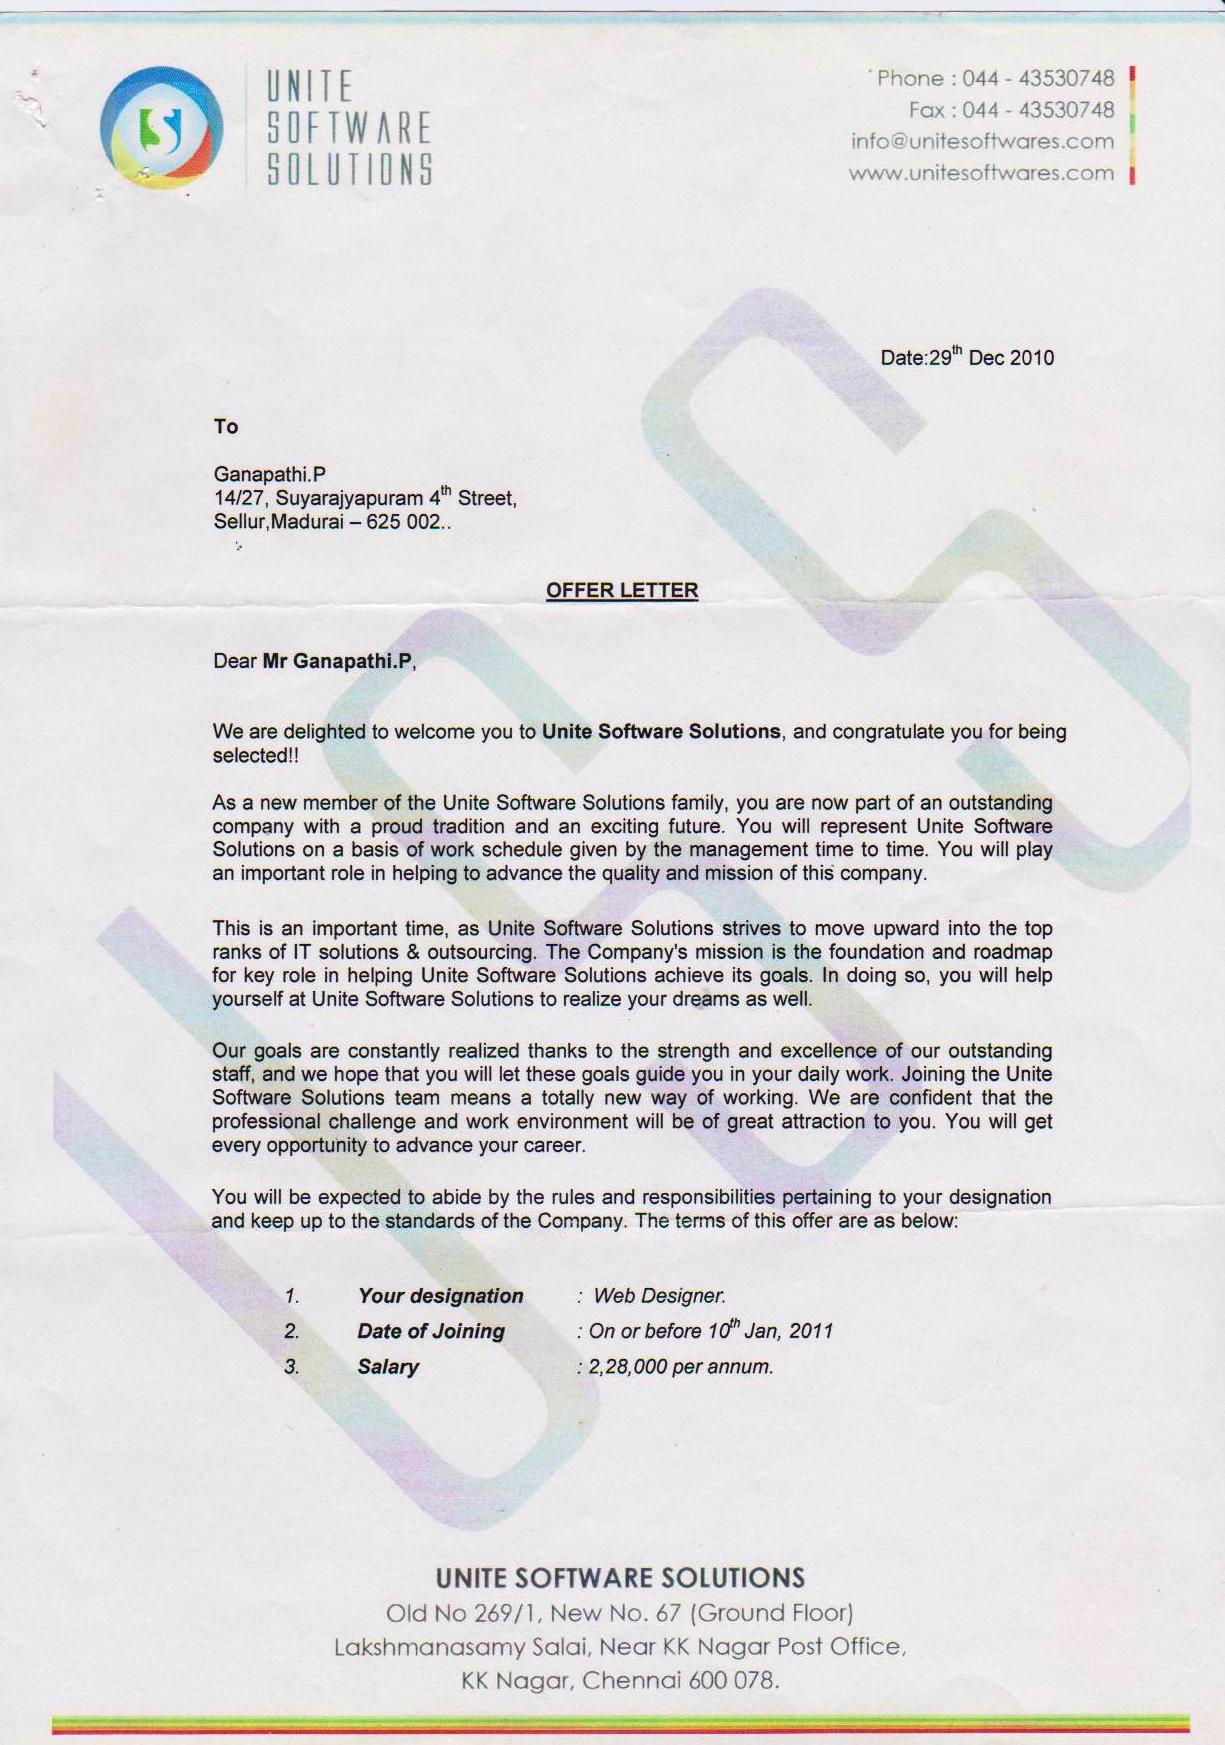 UNITE
SOFTWARE
SOLUTIONS
Phone : 044 - 43530748
Fax : 044 - 43530748
info@unitesoftwares.com
www.unitesoftwares.com
Date:29th Dec 2010
To
Ganapathi.P
14/27, Suyarajyapuram 4th Street,
Sellur,Madurai – 625 002..
OFFER LETTER
Dear Mr Ganapathi.P,
We are delighted to welcome you to Unite Software Solutions, and congratulate you for being
selected!!
As a new member of the Unite Software Solutions family, you are now part of an outstanding
company with a proud tradition and an exciting future. You will represent Unite Software
Solutions on a basis of work schedule given by the management time to time. You will play
an important role in helping to advance the quality and mission of this company.
This is an important time, as Unite Software Solutions strives to move upward into the top
ranks of IT solutions & outsourcing. The Company's mission is the foundation and roadmap
for key role in helping Unite Software Solutions achieve its goals. In doing so, you will help
yourself at Unite Software Solutions to realize your dreams as well.
Our goals are constantly realized thanks to the strength and excellence of our outstanding
staff, and we hope that you will let these goals guide you in your daily work. Joining the Unite
Software Solutions team means a totally new way of working. We are confident that the
professional challenge and work environment will be of great attraction to you. You will get
every opportunity to advance your career.
You will be expected to abide by the rules and responsibilities pertaining to your designation
and keep up to the standards of the Company. The terms of this offer are as below:
1. Your designation : Web Designer.
2. Date of Joining : On or before 10th Jan, 2011
3. Salary : 2,28,000 per annum.
UNITE SOFTWARE SOLUTIONS
Old No 269/1, New No. 67 (Ground Floor)
Lakshmanasamy Salai, Near KK Nagar Post Office,
KK Nagar, Chennai 600 078.